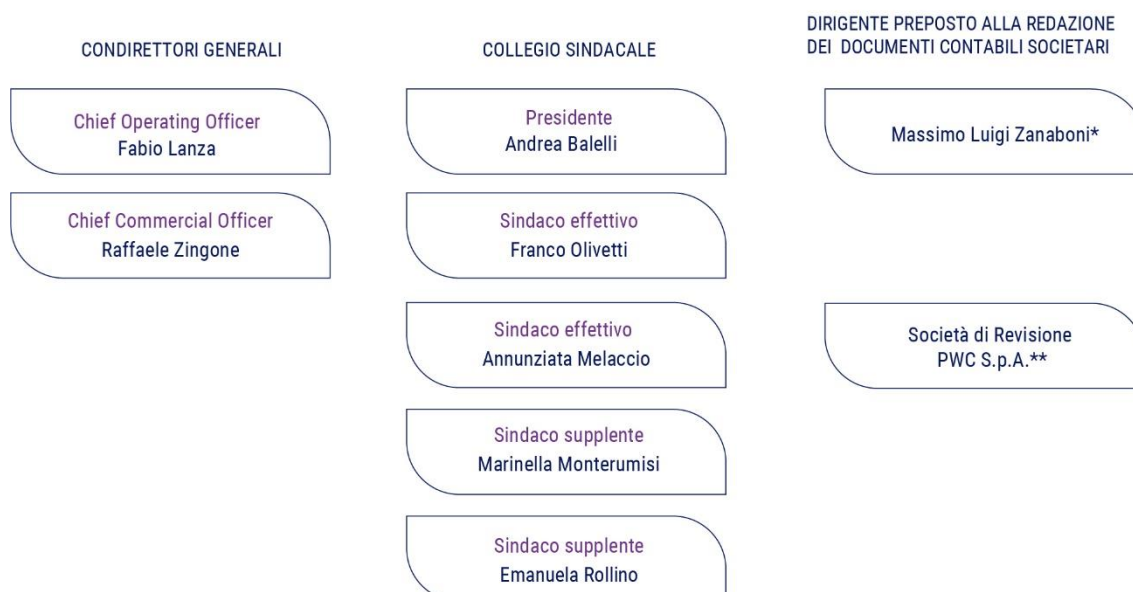 CONDIRETTORI GENERALI
Chief Operating Officer
Fabio Lanza
Chief Commercial Officer
Raffaele Zingone
COLLEGIO SINDACALE
Presidente
Andrea Balelli
Sindaco effettivo
Franco Olivetti
Sindaco effettivo
Annunziata Melaccio
Sindaco supplente
Marinella Monterumisi
Sindaco supplente
Emanuela Rollino
DIRIGENTE PREPOSTO ALLA REDAZIONE
DEI DOCUMENTI CONTABILI SOCIETARI
Massimo Luigi Zanaboni*
Società di Revisione
PWC S.p.A.**